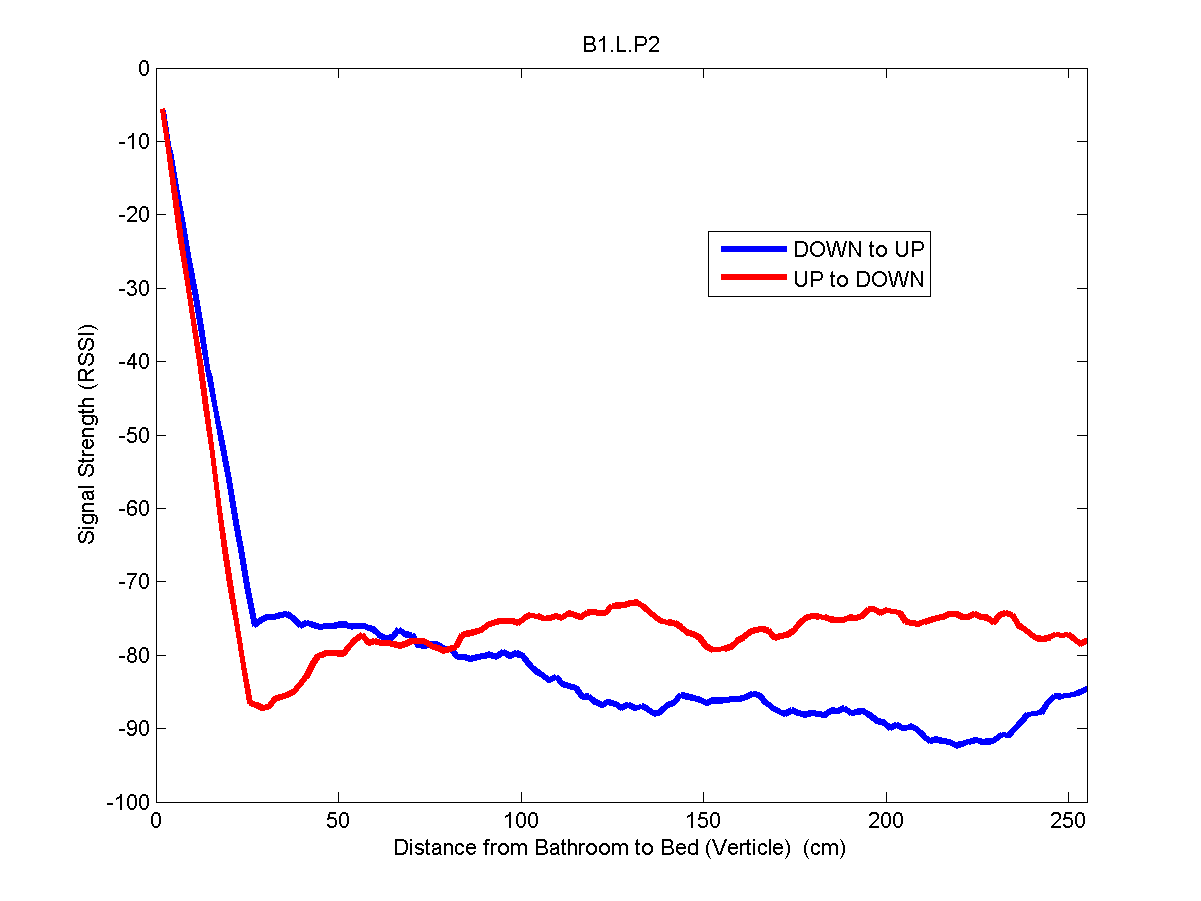 B1.L.P2
0
-10
-20
-30
-40
-50
-60
-70
-80
-90
-100
Signal Strength (RSSI)
DOWN to UP
UP to DOWN
0 50 100 150 200 250
Distance from Bathroom to Bed (Verticle) (cm)